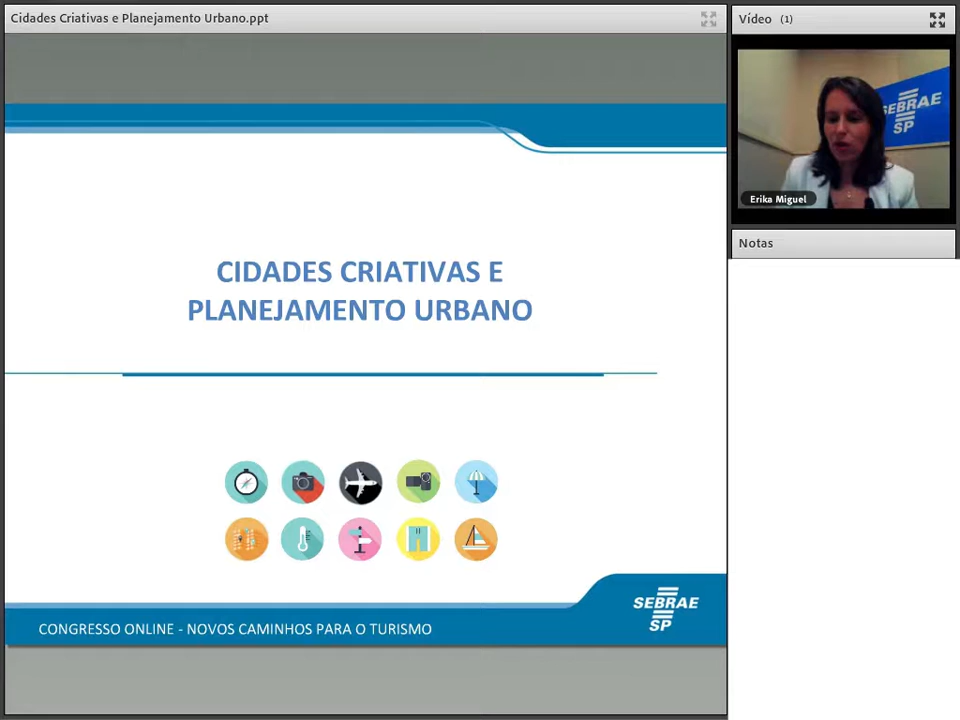 Cidades Criativas e Planejamento Urbano.ppt
CIDADES CRIATIVAS E
PLANEJAMENTO URBANO
CONGRESSO ONLINE - NOVOS CAMINHOS PARA O TURISMO
SEBRAE
SP
Vídeo (1)
SEBRAE
SP
Erika Miguel
Notas